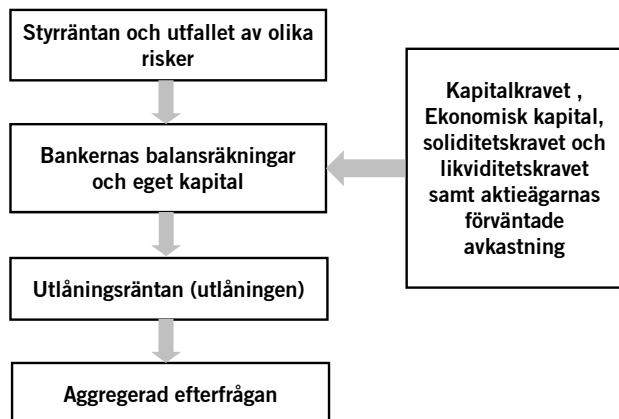 Styrräntan och utfallet av olika
risker
Bankernas balansräkningar
och eget kapital
Kapitalkravet ,
Ekonomisk kapital,
soliditetskravet och
likviditetskravet
samt aktieägarnas
förväntade
avkastning
Utlåningsräntan (utlåningen)
Aggregerad efterfrågan